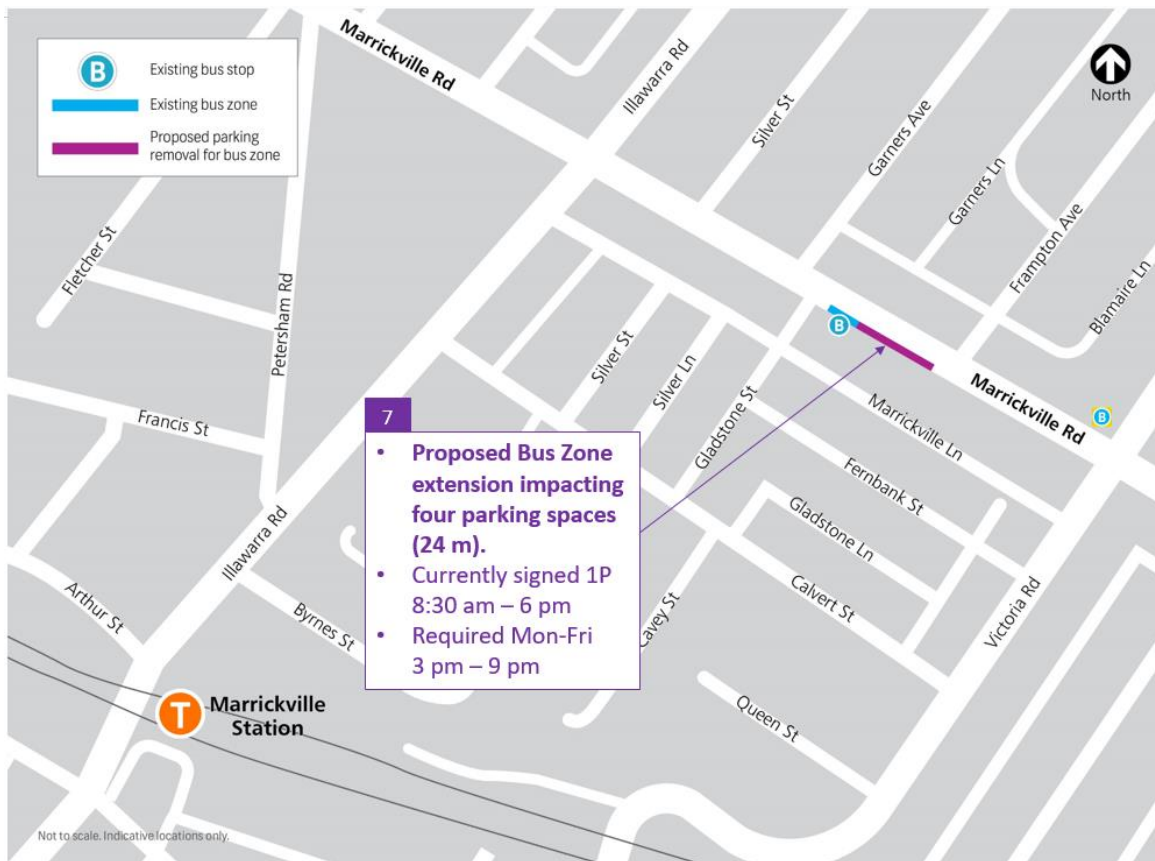 B
Existing bus stop
Existing bus zone
Proposed parking
removal for bus zone
North
Marrickville Rd
Illawarra Rd
Silver St
Garners Ave
Garners Ln
Frampton Ave
Blamaire Ln
Fletcher St
Petersham Rd
B
Silver St
Silver Ln
Gladstone St
Marrickville Ln
Marrickville Rd
B
Francis St
Fernbank St
Gladstone Ln
Calvert St
Victoria Rd
7
• Proposed Bus Zone
extension impacting
four parking spaces
(24 m).
• Currently signed 1P
8:30 am – 6 pm
• Required Mon-Fri
3 pm – 9 pm
Illawarra Rd
Arthur St
Byrnes St
Queen St
T
Marrickville
Station
Not to scale. Indicative locations only.